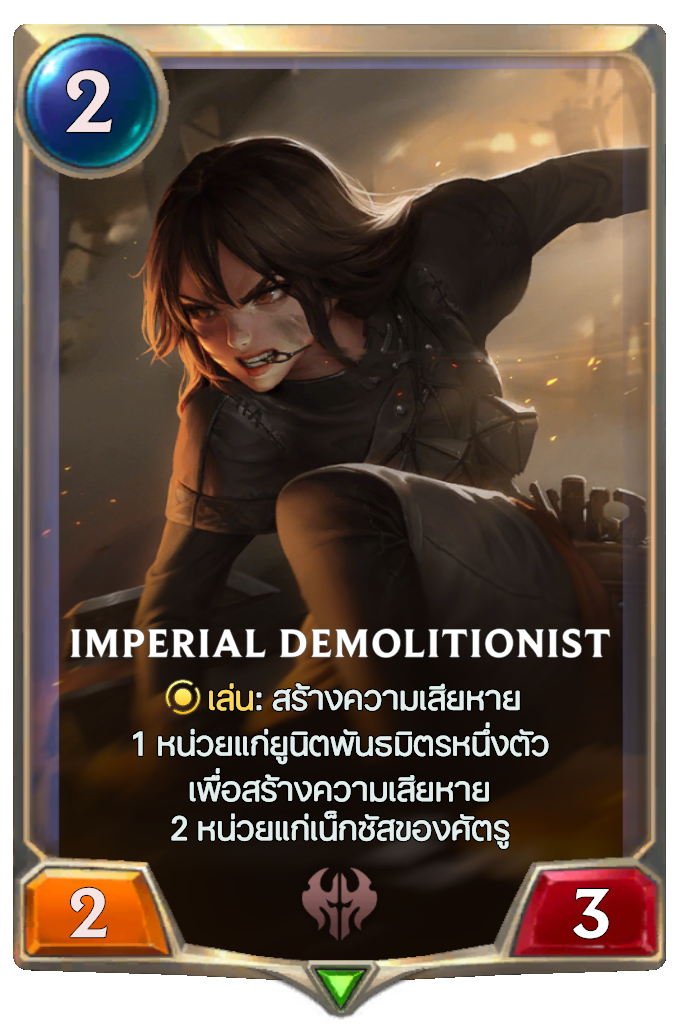 2
IMPERIAL DEMOLITIONIST
เล่น: สร้างความเสียหาย
1 หน่วยแก่ยูนิตพันธมิตรหนึ่งตัว
เพื่อสร้างความเสียหาย
2 หน่วยแก่เน็กซัสของศัตรู
2
3